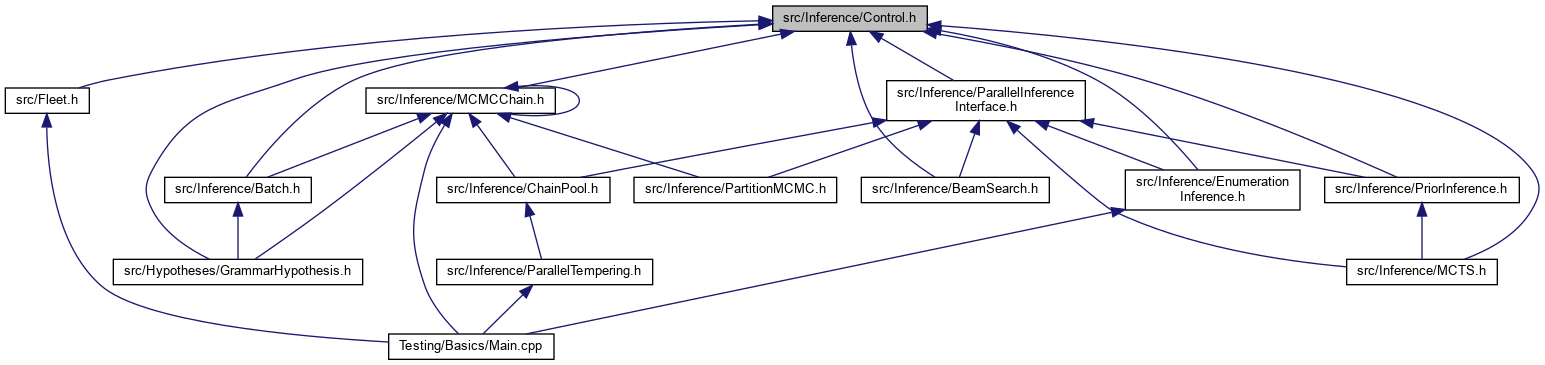 src/Inference/Control.h
src/Fleet.h
src/Inference/MCMCChain.h
src/Inference/ParallelInference
Interface.h
src/Inference/Batch.h
src/Inference/ChainPool.h
src/Inference/PartitionMCMC.h
src/Inference/BeamSearch.h
src/Inference/Enumeration
Inference.h
src/Inference/PriorInference.h
src/Hypotheses/GrammarHypothesis.h
src/Inference/ParallelTempering.h
src/Inference/MCTS.h
Testing/Basics/Main.cpp